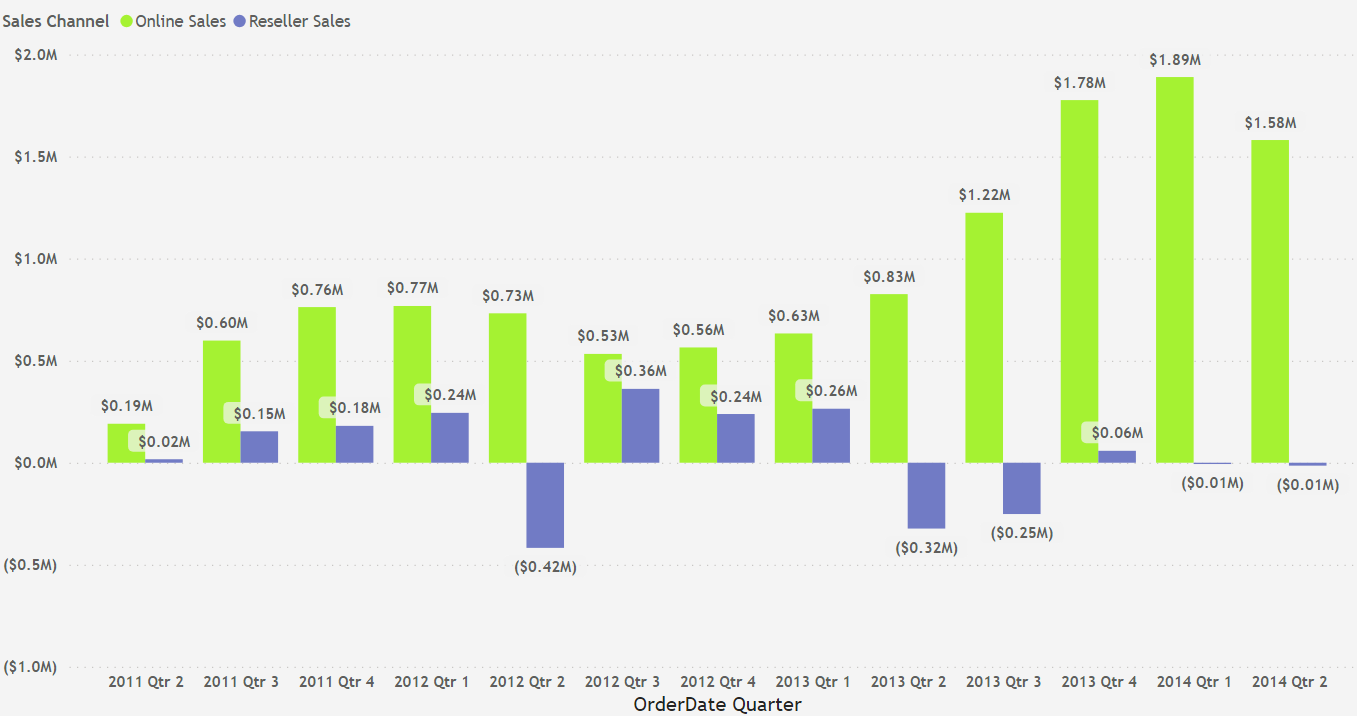 Sales Channel Online Sales Reseller Sales
$2.0M
$1.5M
$1.0M
$0.5M
$0.0M
($0.5M)
($1.0M)
$0.19M
$0.02M
$0.60M
$0.15M
$0.76M
$0.18M
$0.77M
$0.24M
$0.73M
($0.42M)
$0.53M
$0.36M
$0.56M
$0.24M
$0.63M
$0.26M
$0.83M
($0.32M)
$1.22M
($0.25M)
$1.78M
$0.06M
$1.89M
($0.01M)
$1.58M
($0.01M)
2011 Qtr 2 2011 Qtr 3 2011 Qtr 4 2012 Qtr 1 2012 Qtr 2 2012 Qtr 3 2012 Qtr 4 2013 Qtr 1 2013 Qtr 2 2013 Qtr 3 2013 Qtr 4 2014 Qtr 1 2014 Qtr 2
OrderDate Quarter